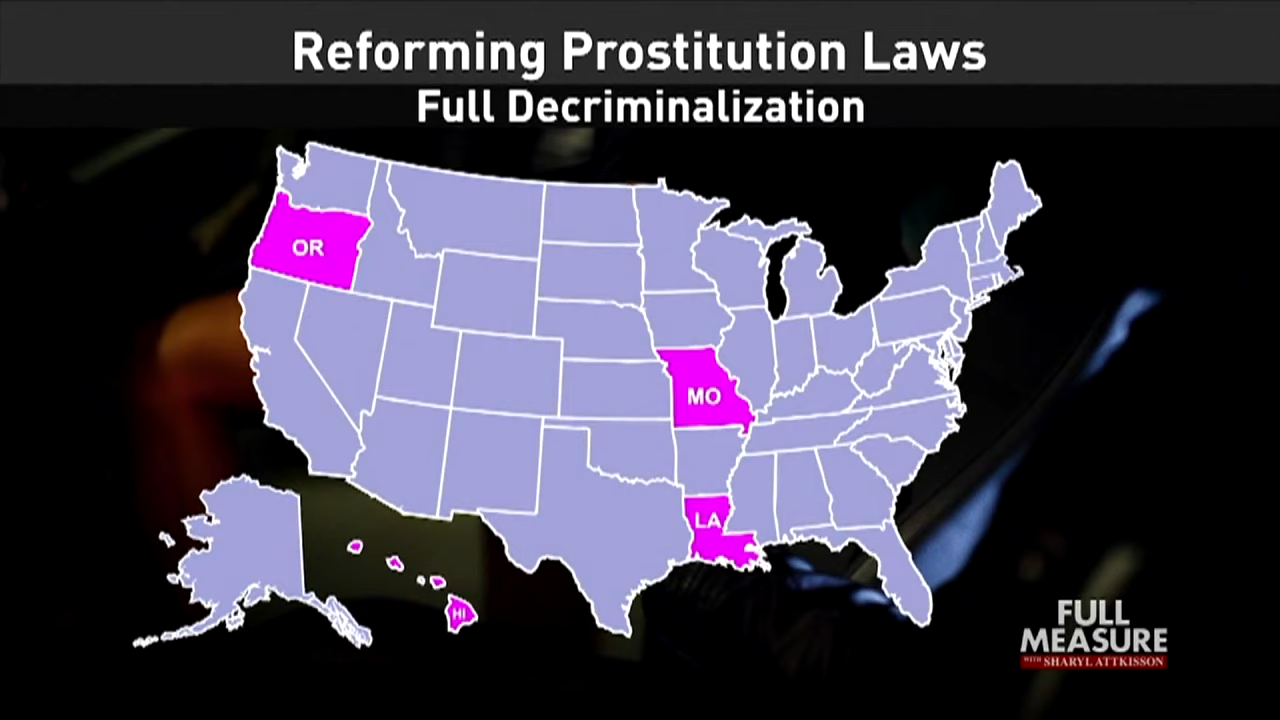 Reforming Prostitution Laws
Full Decriminalization
OR
MO
LA
HI
FULL
MEASURE
WITH SHARYL ATTKISSON